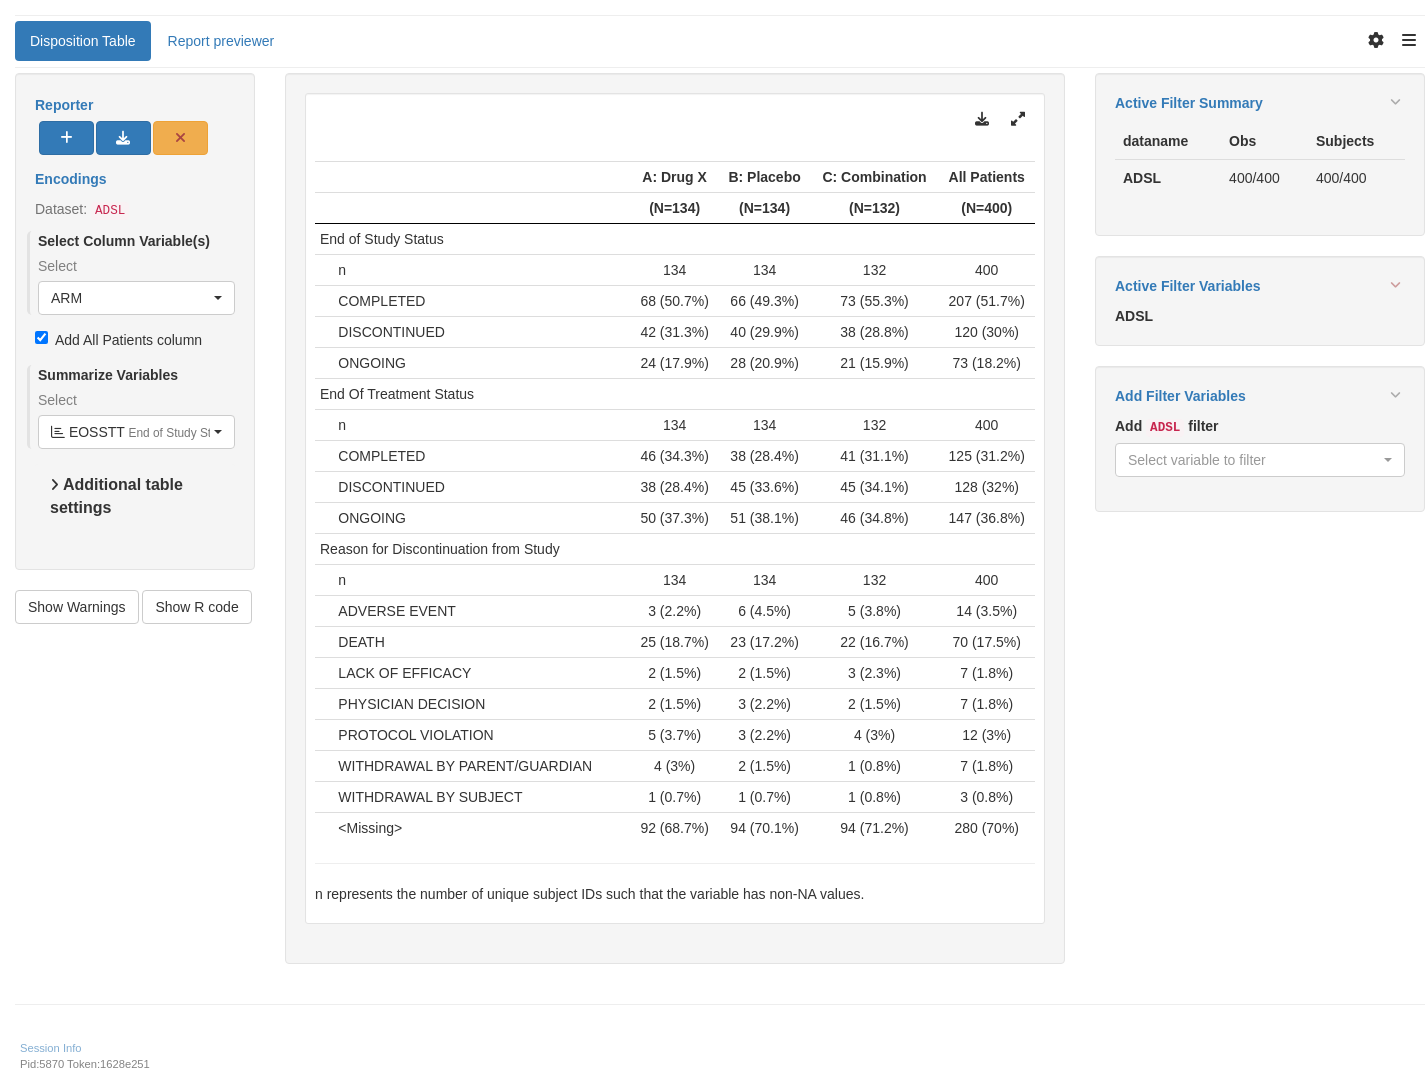 Disposition Table Report previewer
Reporter
Encodings
Dataset: ADSL
Select Column Variable(s)
Select
ARM
Add All Patients column
Summarize Variables
Select
EOSSTT End of Study St
Additional table
settings
Show Warnings Show R code
A: Drug X B: Placebo C: Combination All Patients
(N=134) (N=134) (N=132) (N=400)
End of Study Status
n 134 134 132 400
COMPLETED 68 (50.7%) 66 (49.3%) 73 (55.3%) 207 (51.7%)
DISCONTINUED 42 (31.3%) 40 (29.9%) 38 (28.8%) 120 (30%)
ONGOING 24 (17.9%) 28 (20.9%) 21 (15.9%) 73 (18.2%)
End Of Treatment Status
n 134 134 132 400
COMPLETED 46 (34.3%) 38 (28.4%) 41 (31.1%) 125 (31.2%)
DISCONTINUED 38 (28.4%) 45 (33.6%) 45 (34.1%) 128 (32%)
ONGOING 50 (37.3%) 51 (38.1%) 46 (34.8%) 147 (36.8%)
Reason for Discontinuation from Study
n 134 134 132 400
ADVERSE EVENT 3 (2.2%) 6 (4.5%) 5 (3.8%) 14 (3.5%)
DEATH 25 (18.7%) 23 (17.2%) 22 (16.7%) 70 (17.5%)
LACK OF EFFICACY 2 (1.5%) 2 (1.5%) 3 (2.3%) 7 (1.8%)
PHYSICIAN DECISION 2 (1.5%) 3 (2.2%) 2 (1.5%) 7 (1.8%)
PROTOCOL VIOLATION 5 (3.7%) 3 (2.2%) 4 (3%) 12 (3%)
WITHDRAWAL BY PARENT/GUARDIAN 4 (3%) 2 (1.5%) 1 (0.8%) 7 (1.8%)
WITHDRAWAL BY SUBJECT 1 (0.7%) 1 (0.7%) 1 (0.8%) 3 (0.8%)
<Missing> 92 (68.7%) 94 (70.1%) 94 (71.2%) 280 (70%)
n represents the number of unique subject IDs such that the variable has non-NA values.
Active Filter Summary
dataname Obs Subjects
ADSL 400/400 400/400
Active Filter Variables
ADSL
Add Filter Variables
Add ADSL filter
Select variable to filter
Session Info
Pid:5870 Token:1628e251